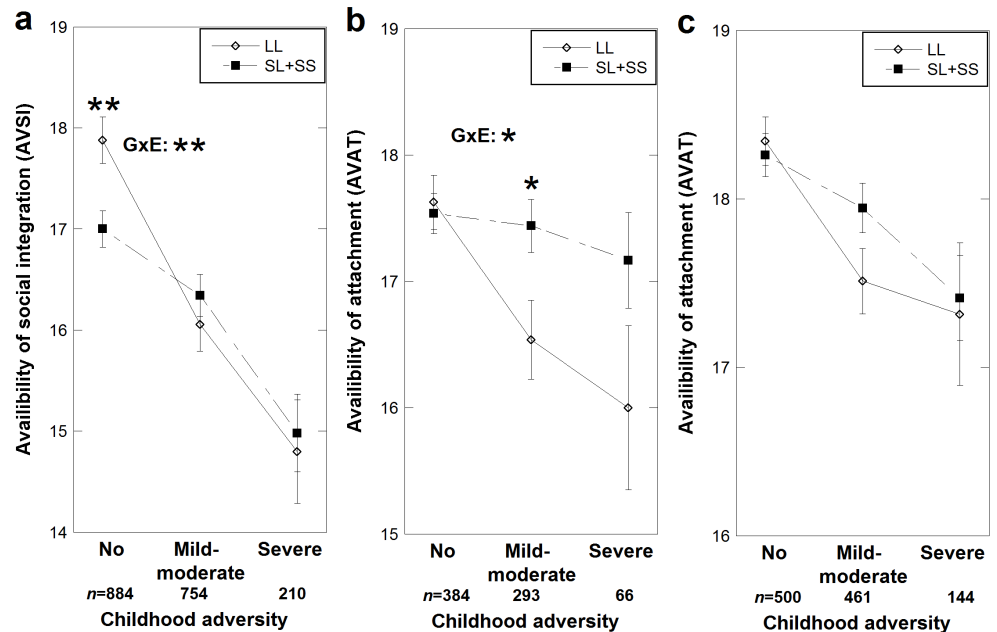 a
Availibility of social integration (AVSI)
19
18
17
16
15
14
LL
SL+SS
**
GxE: **
No Mild-moderate Severe
n=884 754 210
Childhood adversity
b
Availibility of attachment (AVAT)
19
18
17
16
15
LL
SL+SS
GxE: *
*
No Mild-moderate Severe
n=384 293 66
Childhood adversity
c
Availibility of attachment (AVAT)
19
18
17
16
LL
SL+SS
No Mild-moderate Severe
n=500 461 144
Childhood adversity